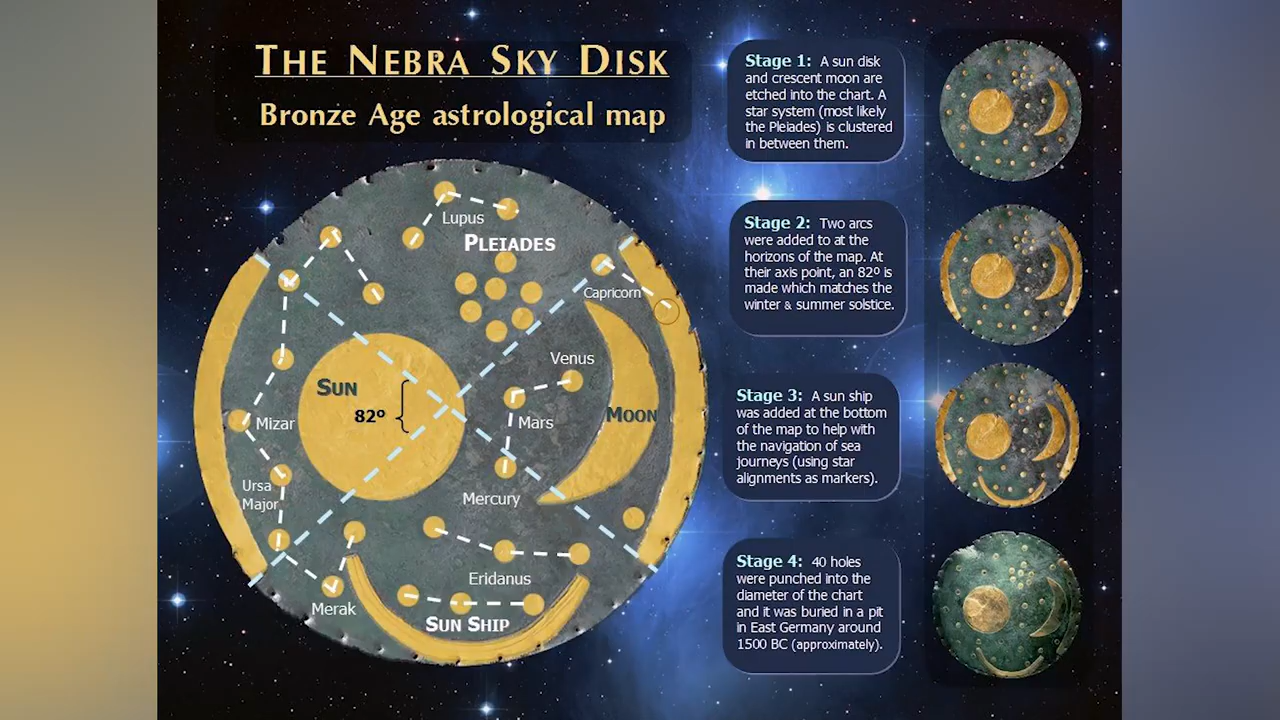 THE NEBRA SKY DISK
Bronze Age astrological map
Lupus
PLEIADES
Capricorn
Venus
SUN
82º
Mars
MOON
Mizar
Ursa
Major
Mercury
Eridanus
Merak
SUN SHIP
Stage 1: A sun disk
and crescent moon are
etched into the chart. A
star system (most likely
the Pleiades) is clustered
in between them.
Stage 2: Two arcs
were added to at the
horizons of the map. At
their axis point, an 82º is
made which matches the
winter & summer solstice.
Stage 3: A sun ship
was added at the bottom
of the map to help with
the navigation of sea
journeys (using star
alignments as markers).
Stage 4: 40 holes
were punched into the
diameter of the chart
and it was buried in a pit
in East Germany around
1500 BC (approximately).